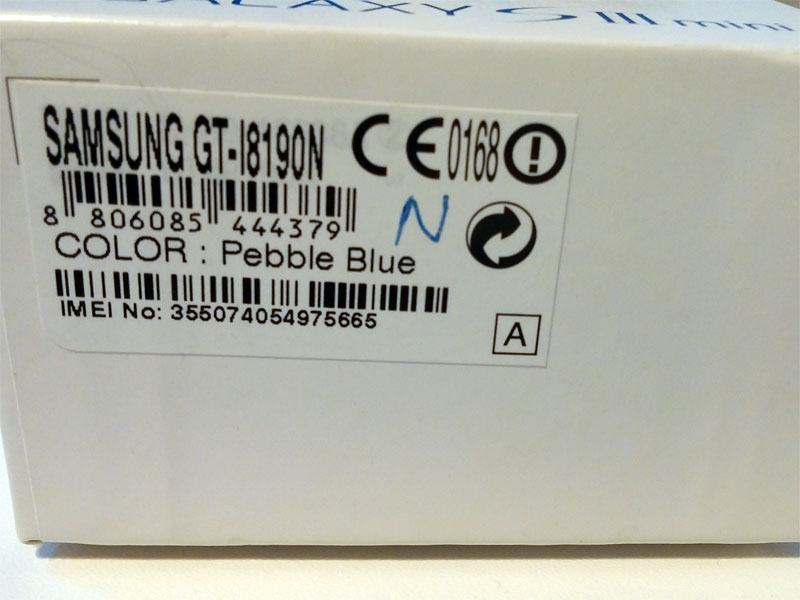 GALAXY S III mini
SAMSUNG GT-I8190N CE0168
8 806085 444379 N
COLOR : Pebble Blue
IMEI No: 355074054975665
A